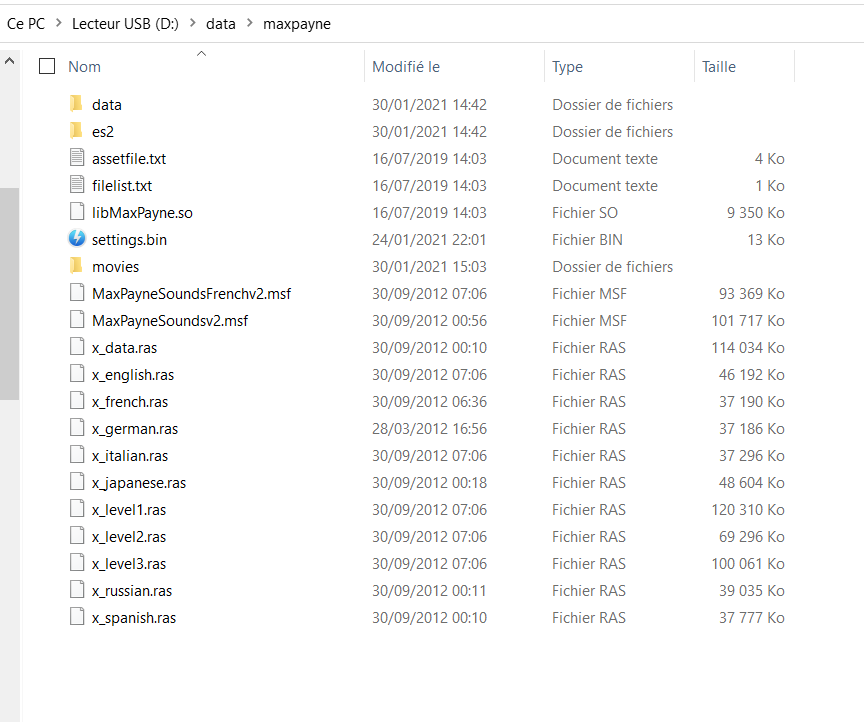 Ce PC > Lecteur USB (D:) > data > maxpayne
Nom Modifié le Type Taille
data 30/01/2021 14:42 Dossier de fichiers
es2 30/01/2021 14:42 Dossier de fichiers
assetfile.txt 16/07/2019 14:03 Document texte 4 Ko
filelist.txt 16/07/2019 14:03 Document texte 1 Ko
libMaxPayne.so 16/07/2019 14:03 Fichier SO 9 350 Ko
settings.bin 24/01/2021 22:01 Fichier BIN 13 Ko
movies 30/01/2021 15:03 Dossier de fichiers
MaxPayneSoundsFrenchv2.msf 30/09/2012 07:06 Fichier MSF 93 369 Ko
MaxPayneSoundsv2.msf 30/09/2012 00:56 Fichier MSF 101 717 Ko
x_data.ras 30/09/2012 00:10 Fichier RAS 114 034 Ko
x_english.ras 30/09/2012 07:06 Fichier RAS 46 192 Ko
x_french.ras 30/09/2012 06:36 Fichier RAS 37 190 Ko
x_german.ras 28/03/2012 16:56 Fichier RAS 37 186 Ko
x_italian.ras 30/09/2012 07:06 Fichier RAS 37 296 Ko
x_japanese.ras 30/09/2012 00:18 Fichier RAS 48 604 Ko
x_level1.ras 30/09/2012 07:06 Fichier RAS 120 310 Ko
x_level2.ras 30/09/2012 07:06 Fichier RAS 69 296 Ko
x_level3.ras 30/09/2012 07:06 Fichier RAS 100 061 Ko
x_russian.ras 30/09/2012 00:11 Fichier RAS 39 035 Ko
x_spanish.ras 30/09/2012 00:10 Fichier RAS 37 777 Ko